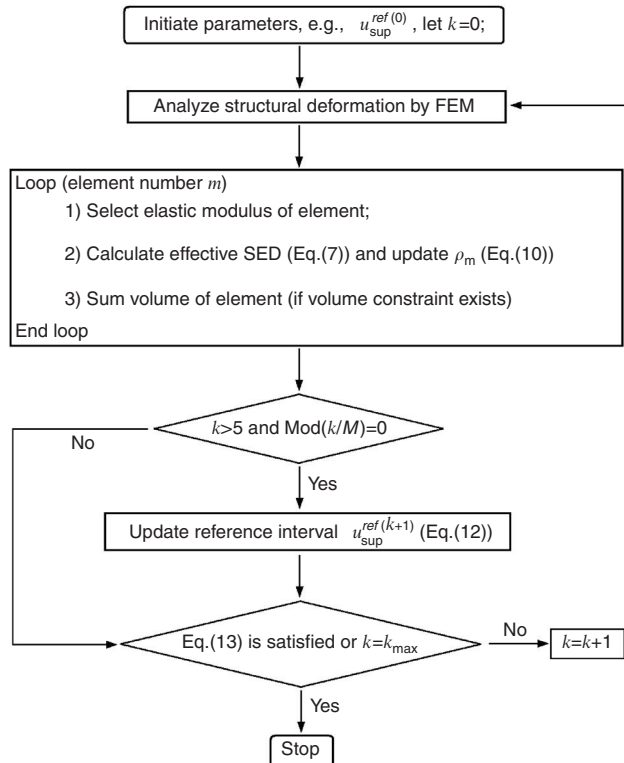 Initiate parameters, e.g., u_sup^ref(0), let k=0;
Analyze structural deformation by FEM
Loop (element number m)
1) Select elastic modulus of element;
2) Calculate effective SED (Eq.(7)) and update ρ_m (Eq.(10))
3) Sum volume of element (if volume constraint exists)
End loop
k>5 and Mod(k/M)=0
No
Yes
Update reference interval u_sup^ref(k+1) (Eq.(12))
Eq.(13) is satisfied or k=k_max
No
k=k+1
Yes
Stop